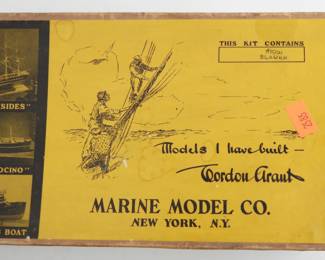 THIS KIT CONTAINS
SIDES"
OCINO"
BOAT
Models I have built –
Gordon Grant
MARINE MODEL CO.
NEW YORK, N.Y.